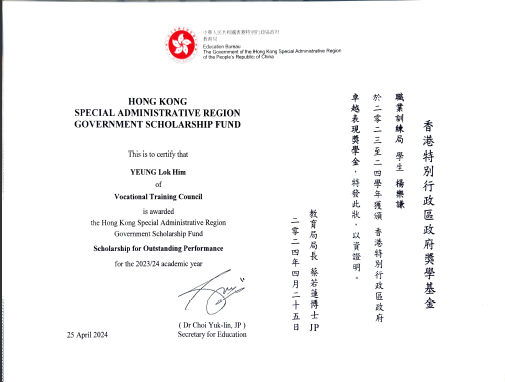 中華人民共和國香港特別行政區政府
教育局
Education Bureau
The Government of the Hong Kong Special Administrative Region
of the People's Republic of China
HONG KONG
SPECIAL ADMINISTRATIVE REGION
GOVERNMENT SCHOLARSHIP FUND
This is to certify that
YEUNG Lok Him
of
Vocational Training Council
is awarded
the Hong Kong Special Administrative Region
Government Scholarship Fund
Scholarship for Outstanding Performance
for the 2023/24 academic year
( Dr Choi Yuk-lin, JP )
25 April 2024
Secretary for Education
香港特別行政區政府獎學基金
職業訓練局 學生 楊樂謙
於二零二三至二四學年獲頒 香港特別行政區政府
卓越表現獎學金，特發此狀，以資證明。
教育局局長 蔡若蓮博士 JP
二零二四年四月二十五日